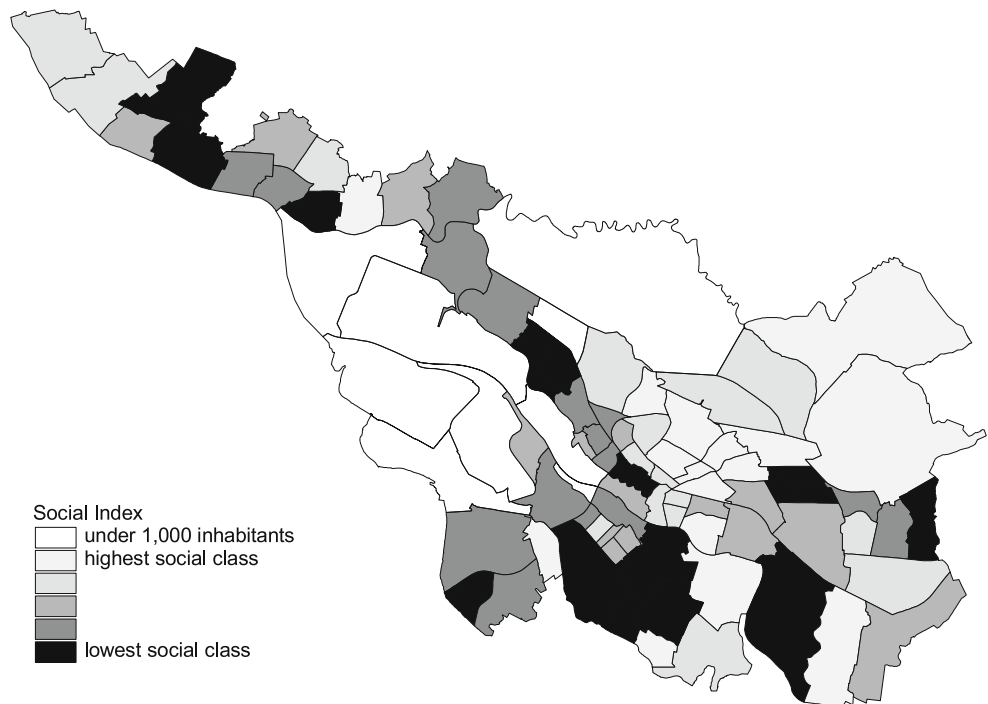 Social Index
under 1,000 inhabitants
highest social class
lowest social class